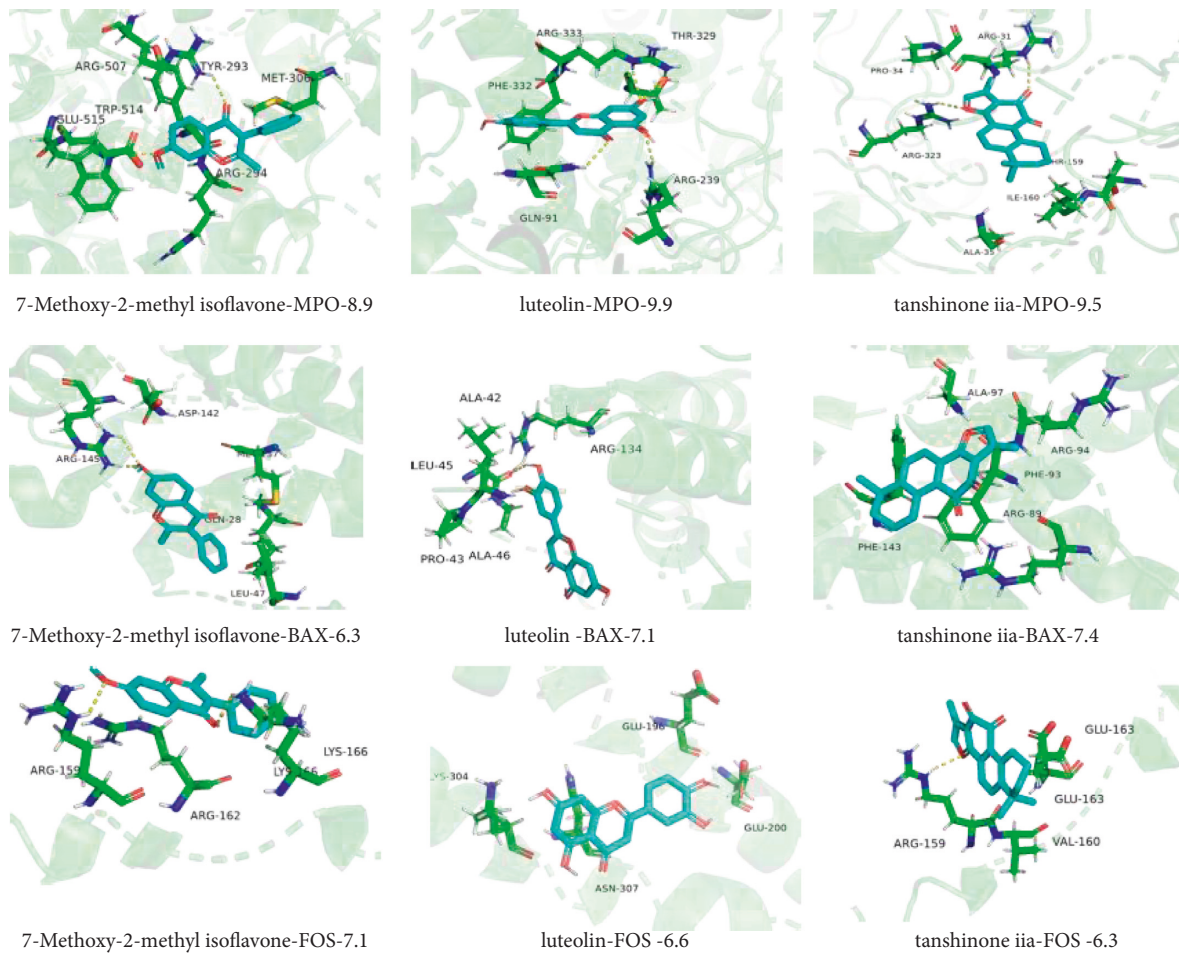 ARG-333
THR-329
ARG-31
ARG-507
TYR-293
PRO-34
MET-306
PHE-332
TRP-514
GLU-515
ARG-323
HR-159
ARG-294
ARG-239
ILE-160
GLN-91
ALA-35
7-Methoxy-2-methyl isoflavone-MPO-8.9
luteolin-MPO-9.9
tanshinone iia-MPO-9.5
ASP-142
ALA-42
ALA-97
ARG-145
ARG-134
ARG-94
LEU-45
PHE-93
GLN-28
ARG-89
PRO-43
ALA-46
PHE-143
LEU-47
7-Methoxy-2-methyl isoflavone-BAX-6.3
luteolin -BAX-7.1
tanshinone iia-BAX-7.4
GLU-196
GLU-163
LYS-166
ARG-159
YS-304
GLU-163
GLU-200
ARG-162
ARG-159
VAL-160
ASN-307
7-Methoxy-2-methyl isoflavone-FOS-7.1
luteolin-FOS -6.6
tanshinone iia-FOS -6.3